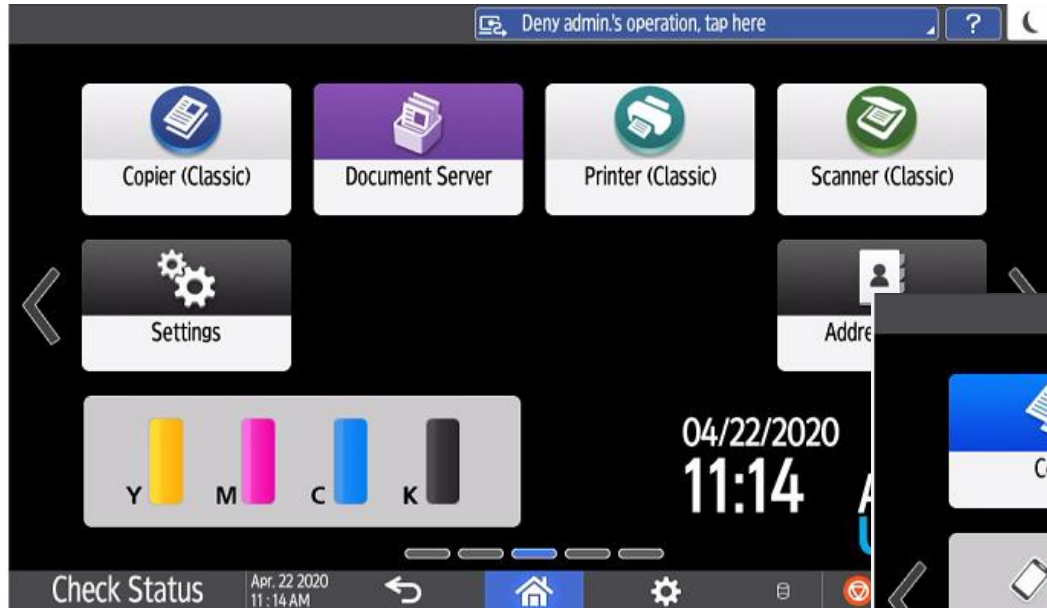 Deny admin.'s operation, tap here
?
Copier (Classic)
Document Server
Printer (Classic)
Scanner (Classic)
Settings
Addre
Y M C K
04/22/2020
11:14
Check Status
Apr. 22 2020
11 : 14 AM